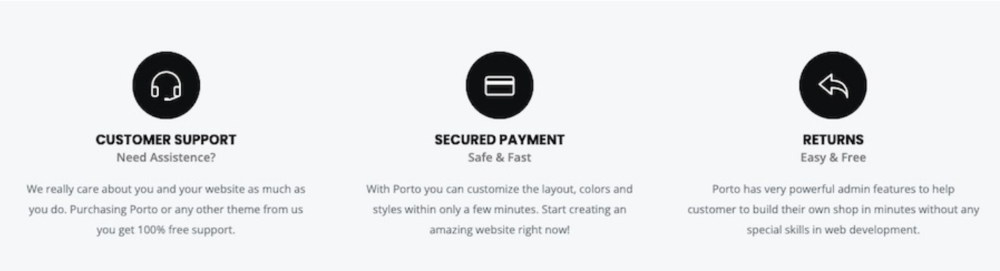 CUSTOMER SUPPORT
Need Assistence?
We really care about you and your website as much as
you do. Purchasing Porto or any other theme from us
you get 100% free support.
SECURED PAYMENT
Safe & Fast
With Porto you can customize the layout, colors and
styles within only a few minutes. Start creating an
amazing website right now!
RETURNS
Easy & Free
Porto has very powerful admin features to help
customer to build their own shop in minutes without any
special skills in web development.